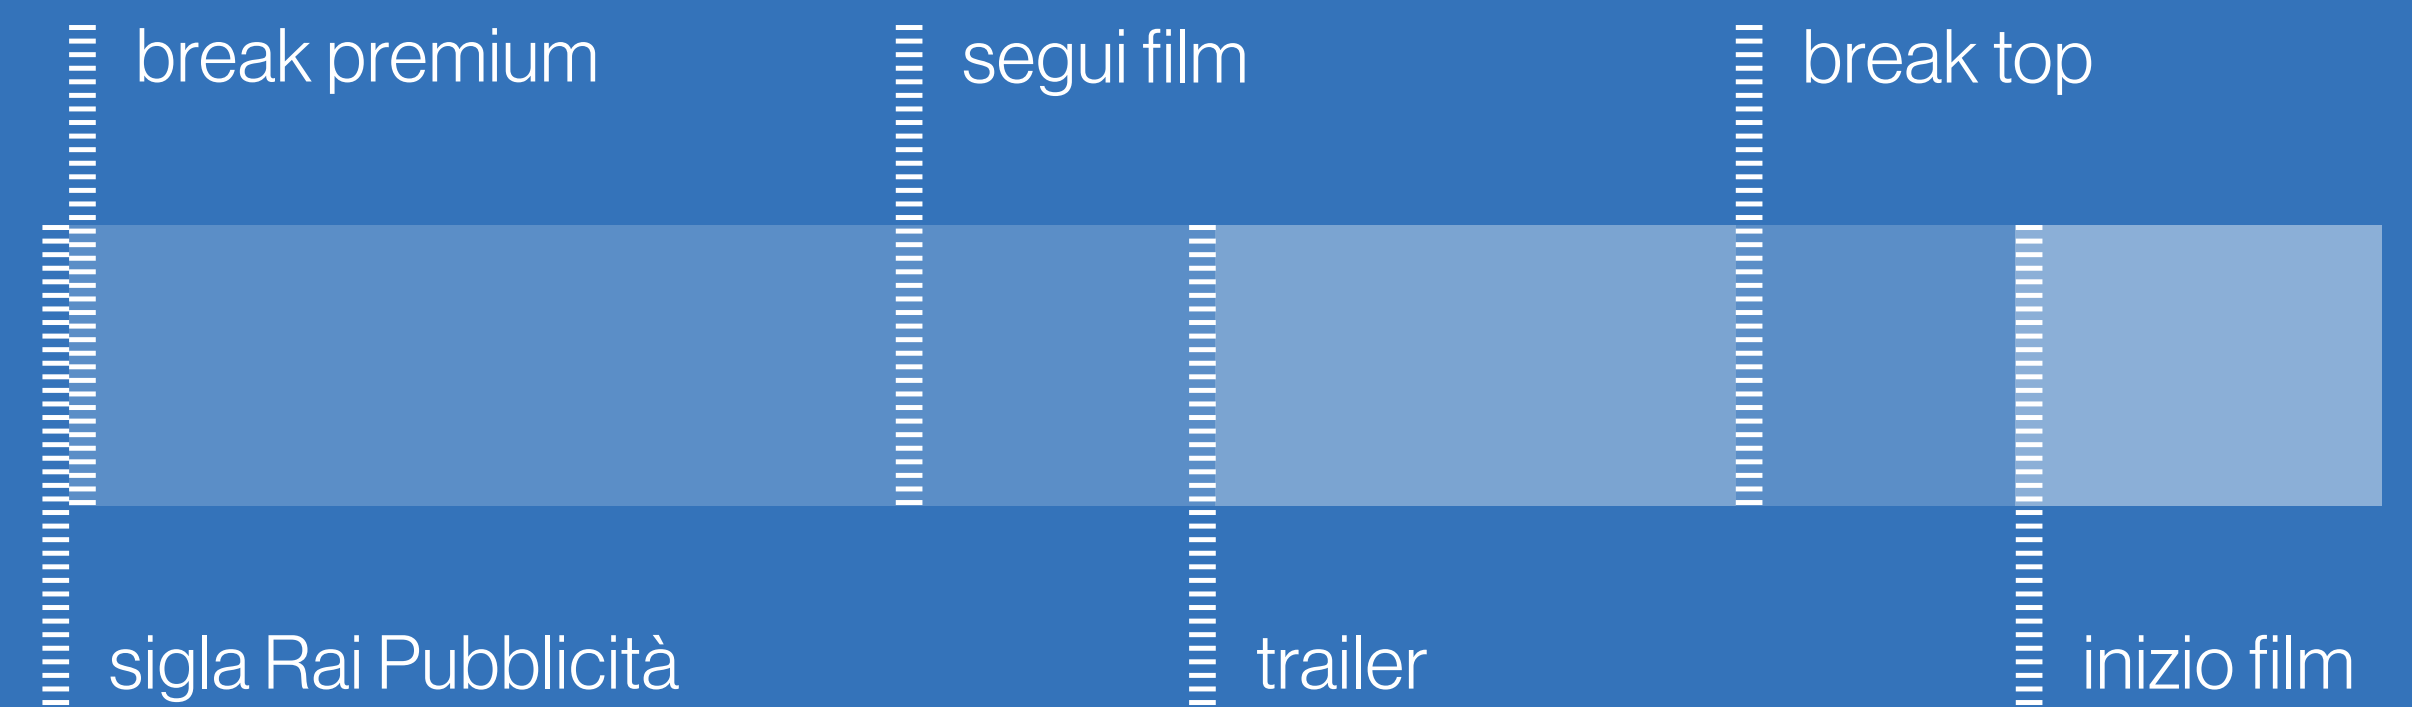 break premium
segui film
break top
sigla Rai Pubblicità
trailer
inizio film